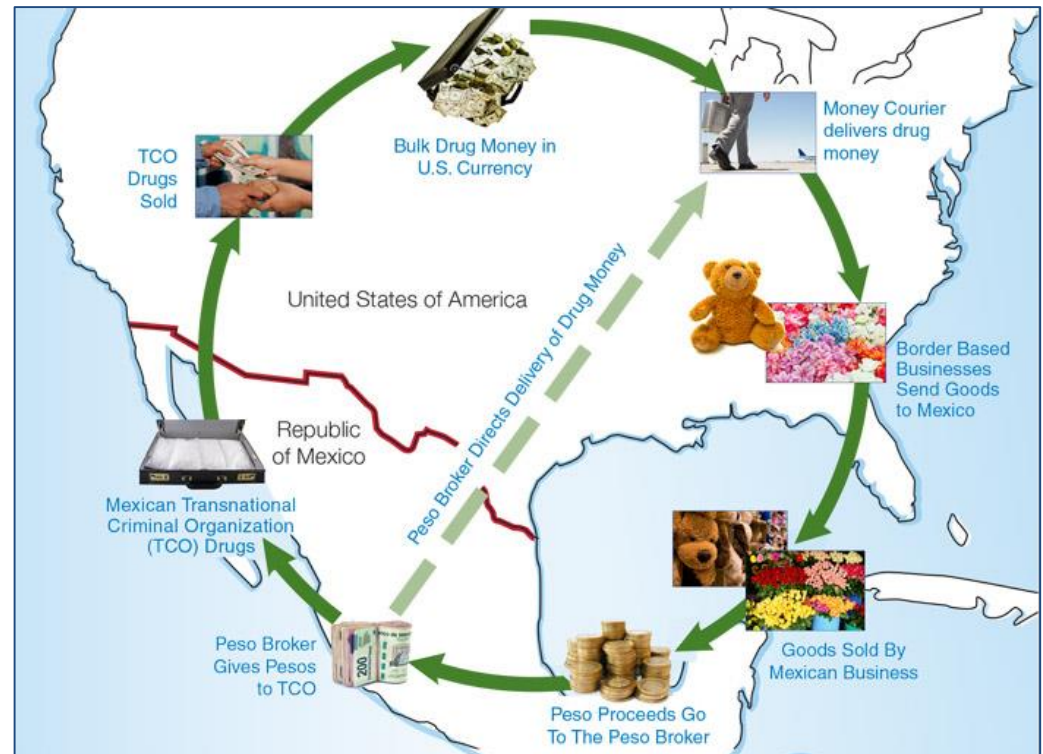 Bulk Drug Money in
U.S. Currency
Money Courier
delivers drug
money
TCO
Drugs
Sold
United States of America
Peso Broker Directs Delivery of Drug Money
Border Based
Businesses
Send Goods
to Mexico
Republic
of Mexico
Mexican Transnational
Criminal Organization
(TCO) Drugs
Goods Sold By
Mexican Business
Peso Broker
Gives Pesos
to TCO
200
Peso Proceeds Go
To The Peso Broker